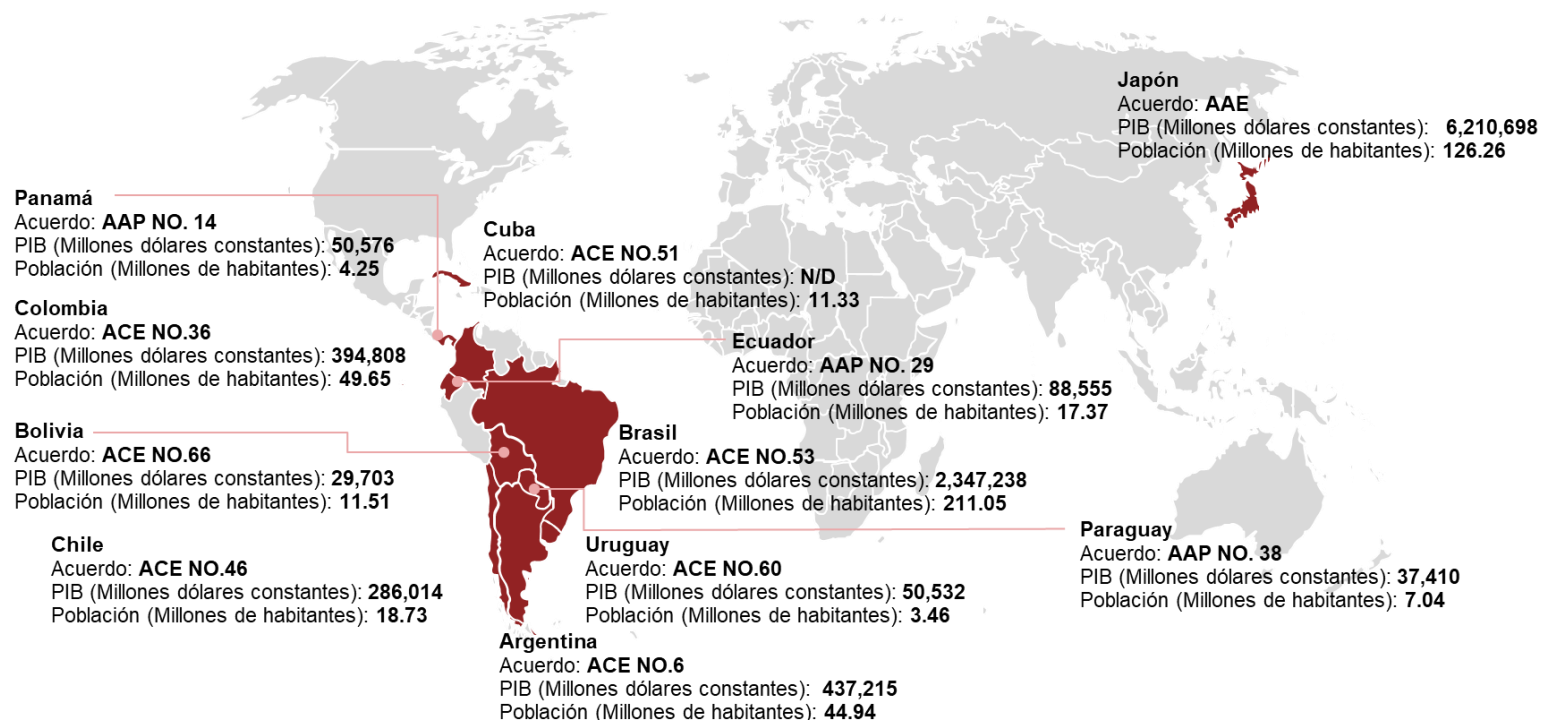 Japón
Acuerdo: AAE
PIB (Millones dólares constantes): 6,210,698
Población (Millones de habitantes): 126.26
Panamá
Acuerdo: AAP NO. 14
PIB (Millones dólares constantes): 50,576
Población (Millones de habitantes): 4.25
Cuba
Acuerdo: ACE NO.51
PIB (Millones dólares constantes): N/D
Población (Millones de habitantes): 11.33
Colombia
Acuerdo: ACE NO.36
PIB (Millones dólares constantes): 394,808
Población (Millones de habitantes): 49.65
Ecuador
Acuerdo: AAP NO. 29
PIB (Millones dólares constantes): 88,555
Población (Millones de habitantes): 17.37
Bolivia
Acuerdo: ACE NO.66
PIB (Millones dólares constantes): 29,703
Población (Millones de habitantes): 11.51
Brasil
Acuerdo: ACE NO.53
PIB (Millones dólares constantes): 2,347,238
Población (Millones de habitantes): 211.05
Paraguay
Acuerdo: AAP NO. 38
PIB (Millones dólares constantes): 37,410
Población (Millones de habitantes): 7.04
Chile
Acuerdo: ACE NO.46
PIB (Millones dólares constantes): 286,014
Población (Millones de habitantes): 18.73
Uruguay
Acuerdo: ACE NO.60
PIB (Millones dólares constantes): 50,532
Población (Millones de habitantes): 3.46
Argentina
Acuerdo: ACE NO.6
PIB (Millones dólares constantes): 437,215
Población (Millones de habitantes): 44.94